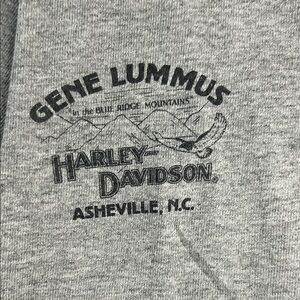 GENE LUMMUS
in the BLUE RIDGE MOUNTAINS
HARLEY-
DAVIDSON®
ASHEVILLE, N.C.